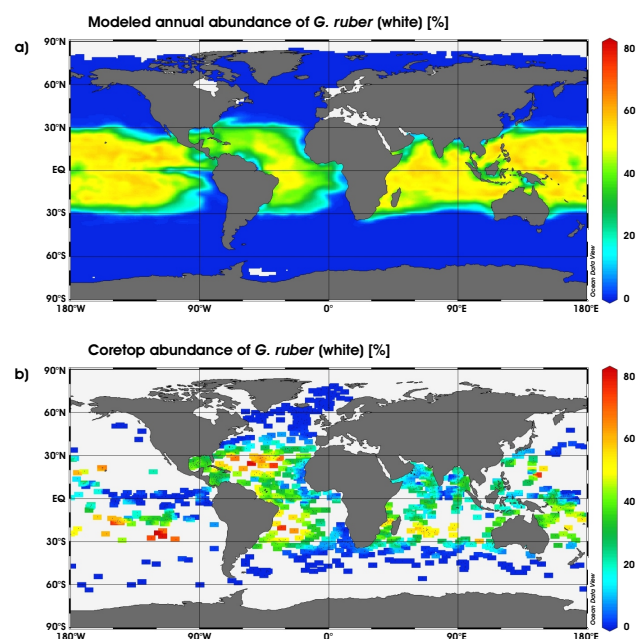 Modeled annual abundance of G. ruber (white) [%]
a)
90°N
60°N
30°N
EQ
30°S
60°S
90°S
180°W
90°W
0°
90°E
180°E
80
60
40
20
0
Ocean Data View
Coretop abundance of G. ruber (white) [%]
b)
90°N
60°N
30°N
EQ
30°S
60°S
90°S
180°W
90°W
0°
90°E
180°E
80
60
40
20
0
Ocean Data View